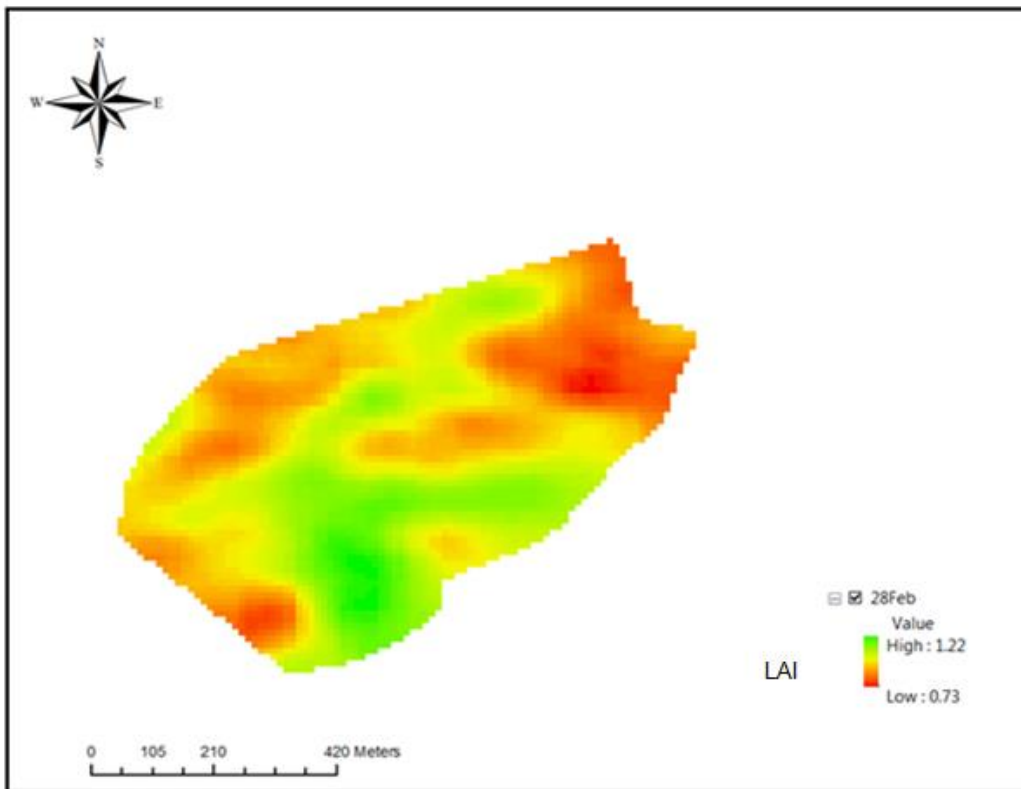 N
W E
S
28Feb
Value
High : 1.22
LAI
Low : 0.73
0 105 210 420 Meters